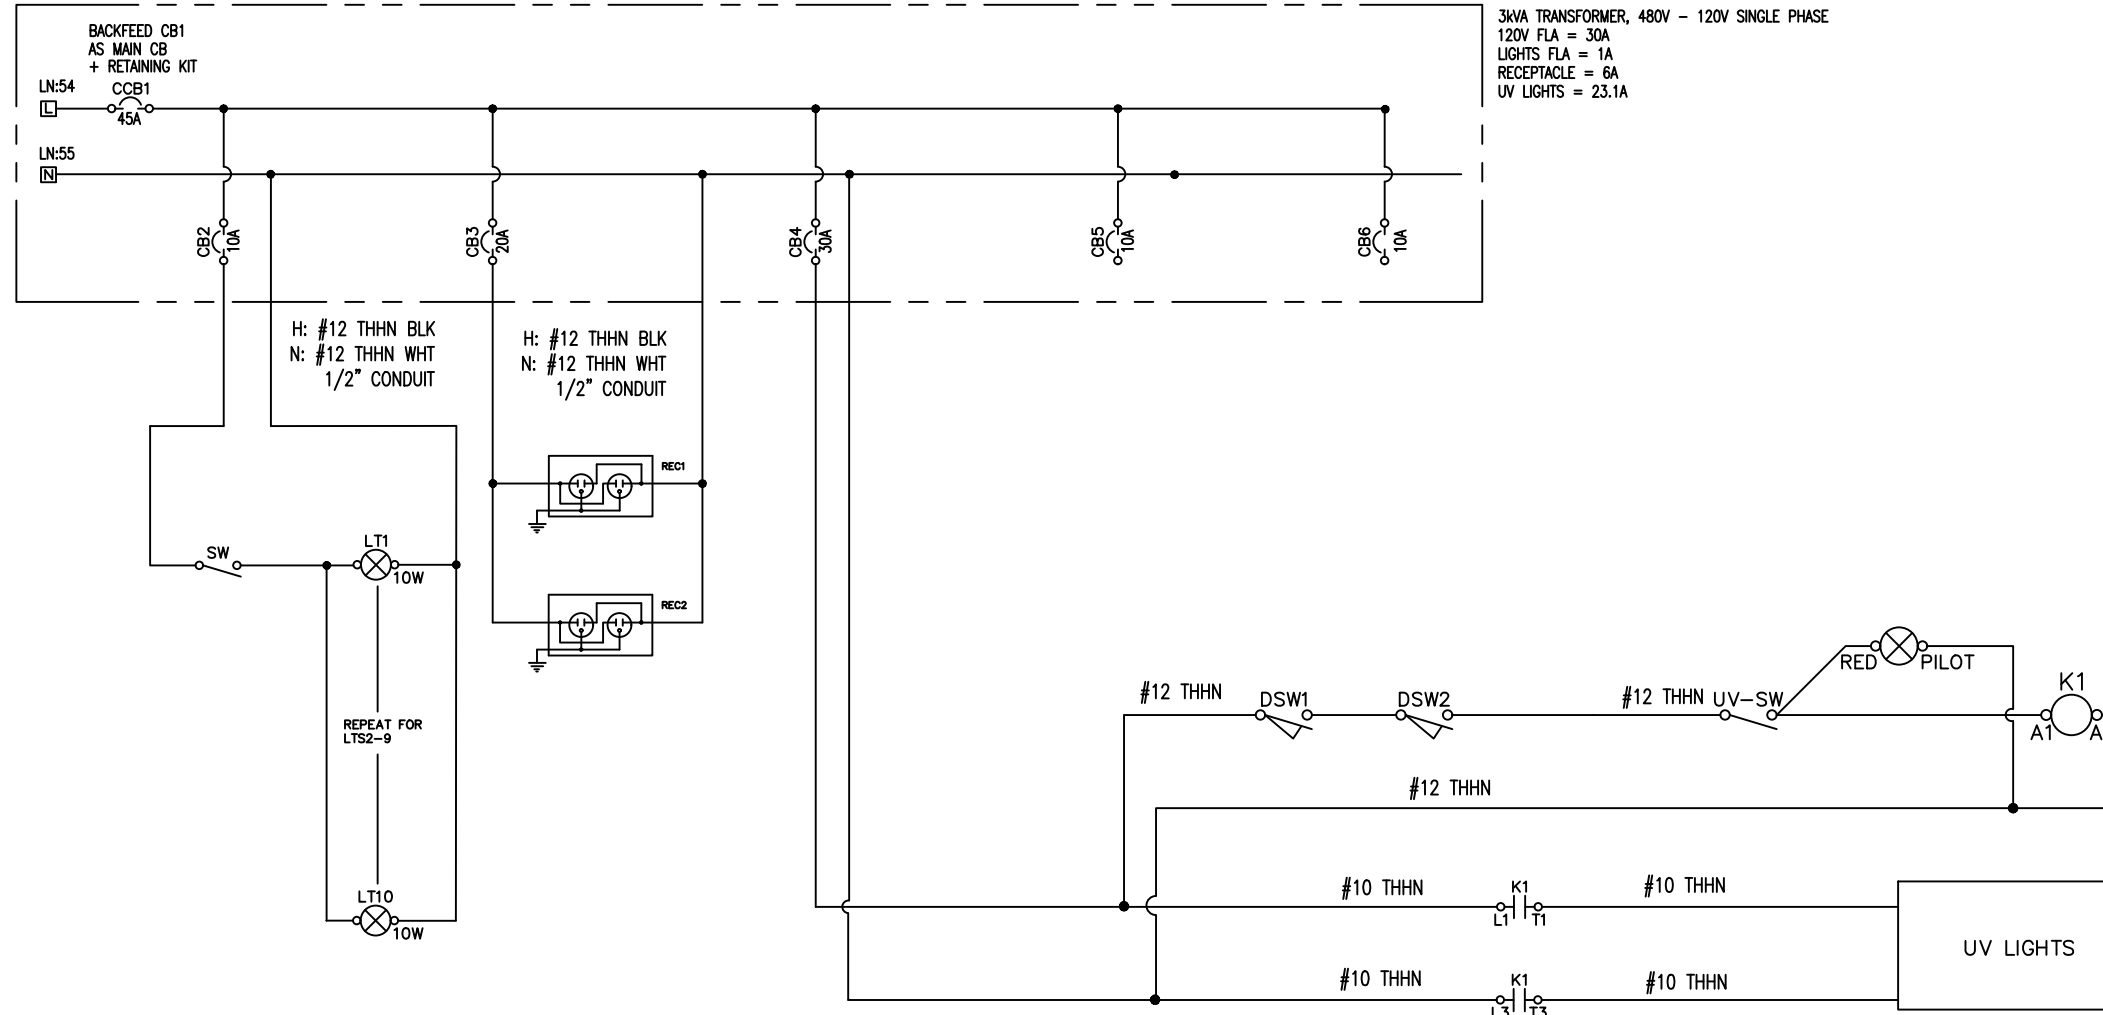 BACKFEED CB1
AS MAIN CB
+ RETAINING KIT
3kVA TRANSFORMER, 480V - 120V SINGLE PHASE
120V FLA = 30A
LIGHTS FLA = 1A
RECEPTACLE = 6A
UV LIGHTS = 23.1A
LN:54
L
CCB1
45A
LN:55
N
CB2
10A
CB3
20A
CB4
30A
CB5
10A
CB6
10A
H: #12 THHN BLK
N: #12 THHN WHT
1/2" CONDUIT
H: #12 THHN BLK
N: #12 THHN WHT
1/2" CONDUIT
REC1
SW
LT1
10W
REC2
REPEAT FOR
LTS2-9
LT10
10W
RED
PILOT
#12 THHN
DSW1
DSW2
#12 THHN
UV-SW
K1
A1
A
#12 THHN
#10 THHN
K1
L1
T1
#10 THHN
UV LIGHTS
#10 THHN
K1
L3
T3
#10 THHN